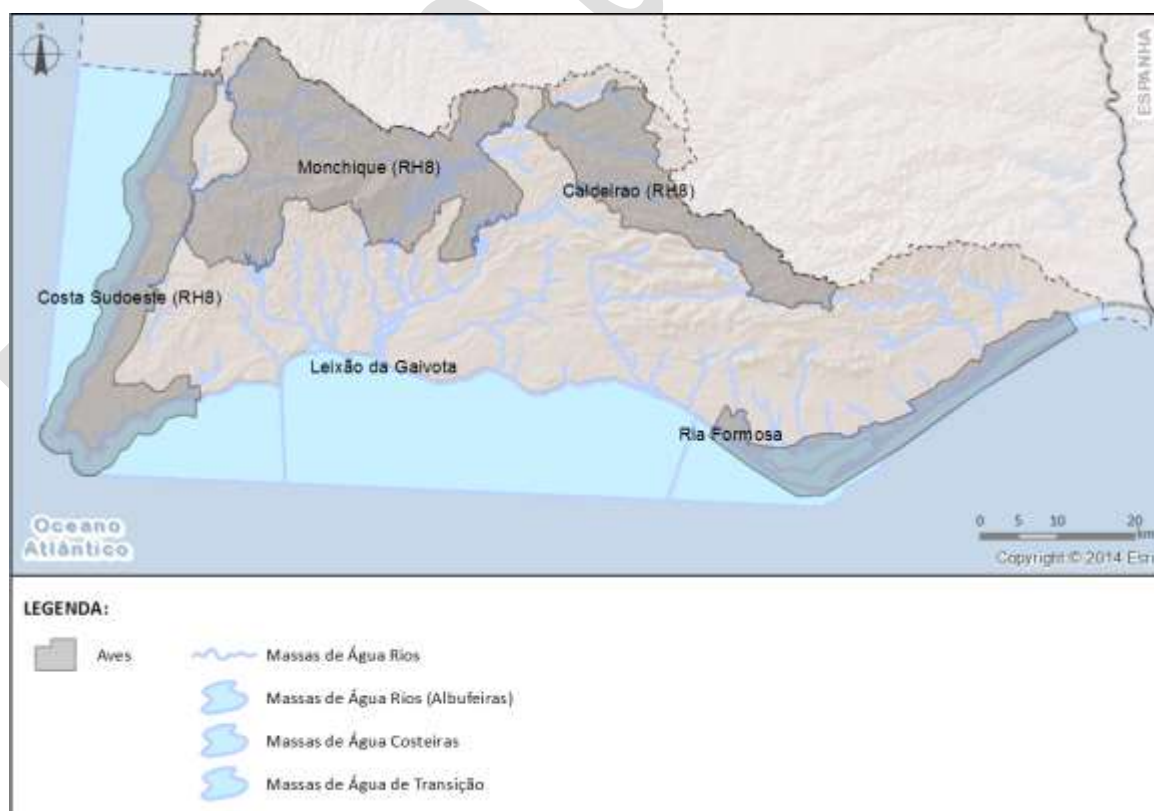 N
ESPANHA
Monchique (RH8)
Caldeirao (RH8)
Costa Sudoeste (RH8)
Leixão da Gaivota
Ria Formosa
Oceano
Atlântico
0 5 10 20
km
Copyright © 2014 Esri
LEGENDA:
Aves
Massas de Água Rios
Massas de Água Rios (Albufeiras)
Massas de Água Costeiras
Massas de Água de Transição